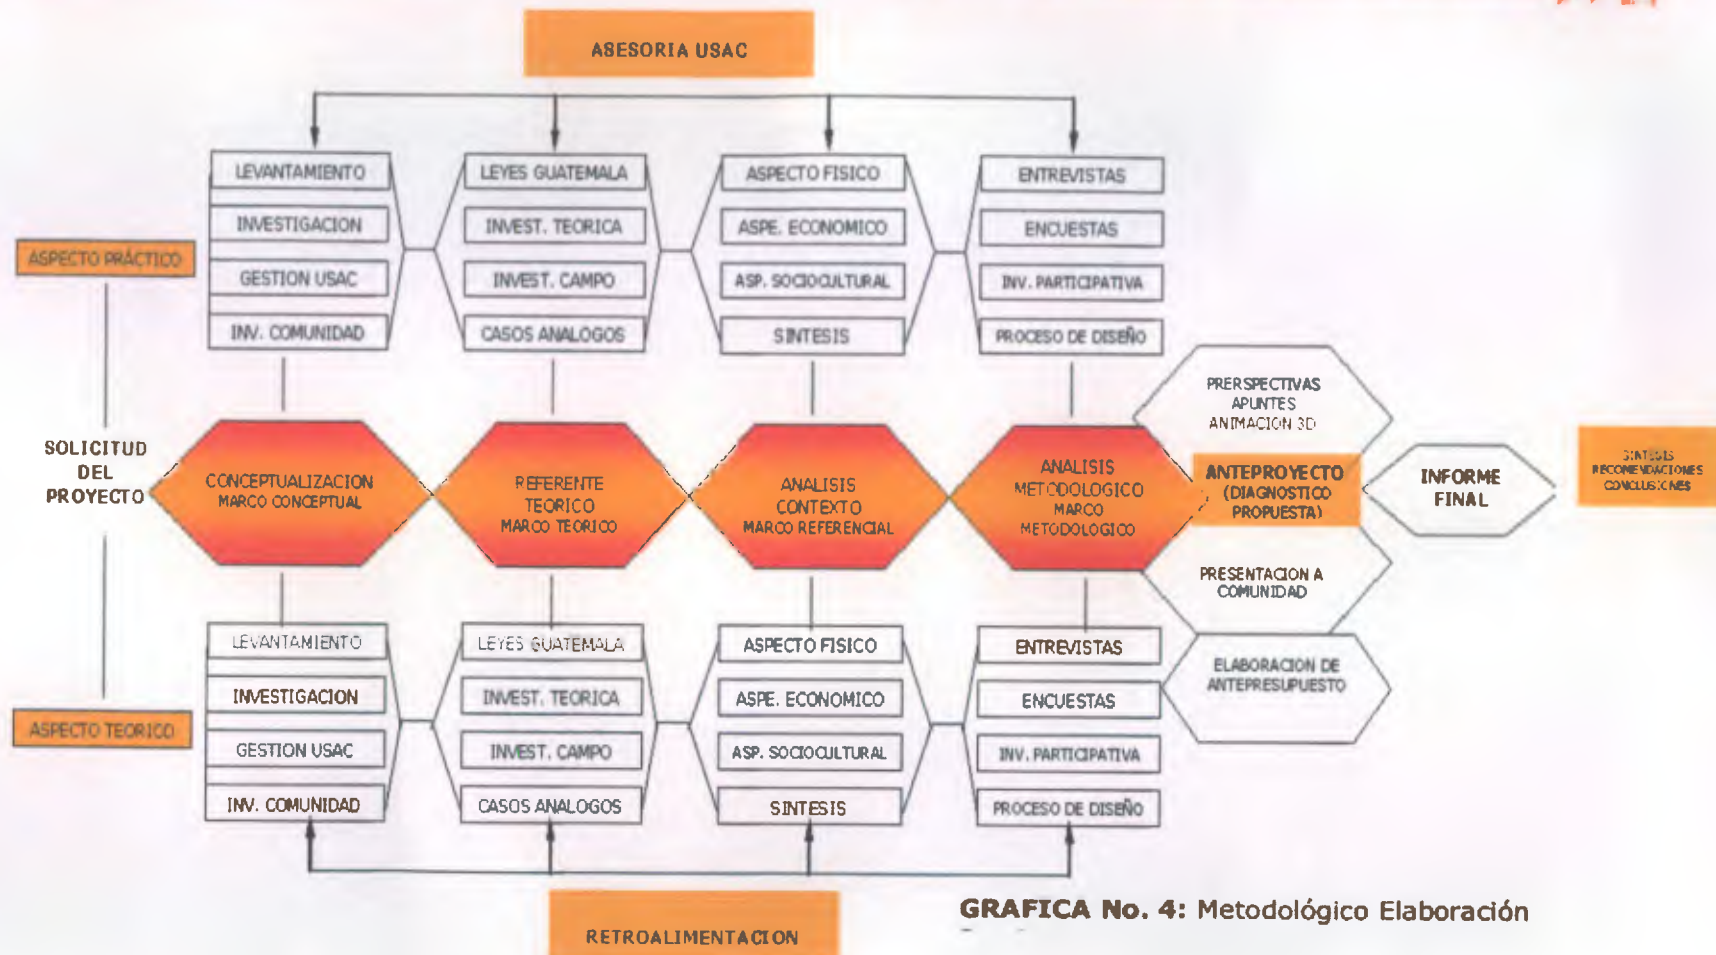 ASESORIA USAC
LEVANTAMIENTO
INVESTIGACION
GESTION USAC
INV. COMUNIDAD
LEYES GUATEMALA
INVEST. TEORICA
INVEST. CAMPO
CASOS ANALOGOS
ASPECTO FISICO
ASPE. ECONOMICO
ASP. SOCIOCULTURAL
SINTESIS
ENTREVISTAS
ENCUESTAS
INV. PARTICIPATIVA
PROCESO DE DISEÑO
ASPECTO PRÁCTICO
SOLICITUD
DEL
PROYECTO
ASPECTO TEORICO
CONCEPTUALIZACION
MARCO CONCEPTUAL
REFERENTE
TEORICO
MARCO TEORICO
ANALISIS
CONTEXTO
MARCO REFERENCIAL
ANALISIS
METODOLOGICO
MARCO
METODOLOGICO
PRERSPECTIVAS
APUNTES
ANIMACION 3D
ANTEPROYECTO
(DIAGNOSTICO
PROPUESTA)
PRESENTACION A
COMUNIDAD
ELABORACION DE
ANTEPRESUPUESTO
INFORME
FINAL
SINTESIS
RECOMENDACIONES
CONCLUSIONES
LEVANTAMIENTO
INVESTIGACION
GESTION USAC
INV. COMUNIDAD
LEYES GUATEMALA
INVEST. TEORICA
INVEST. CAMPO
CASOS ANALOGOS
ASPECTO FISICO
ASPE. ECONOMICO
ASP. SOCIOCULTURAL
SINTESIS
ENTREVISTAS
ENCUESTAS
INV. PARTICIPATIVA
PROCESO DE DISEÑO
RETROALIMENTACION
GRAFICA No. 4: Metodológico Elaboración